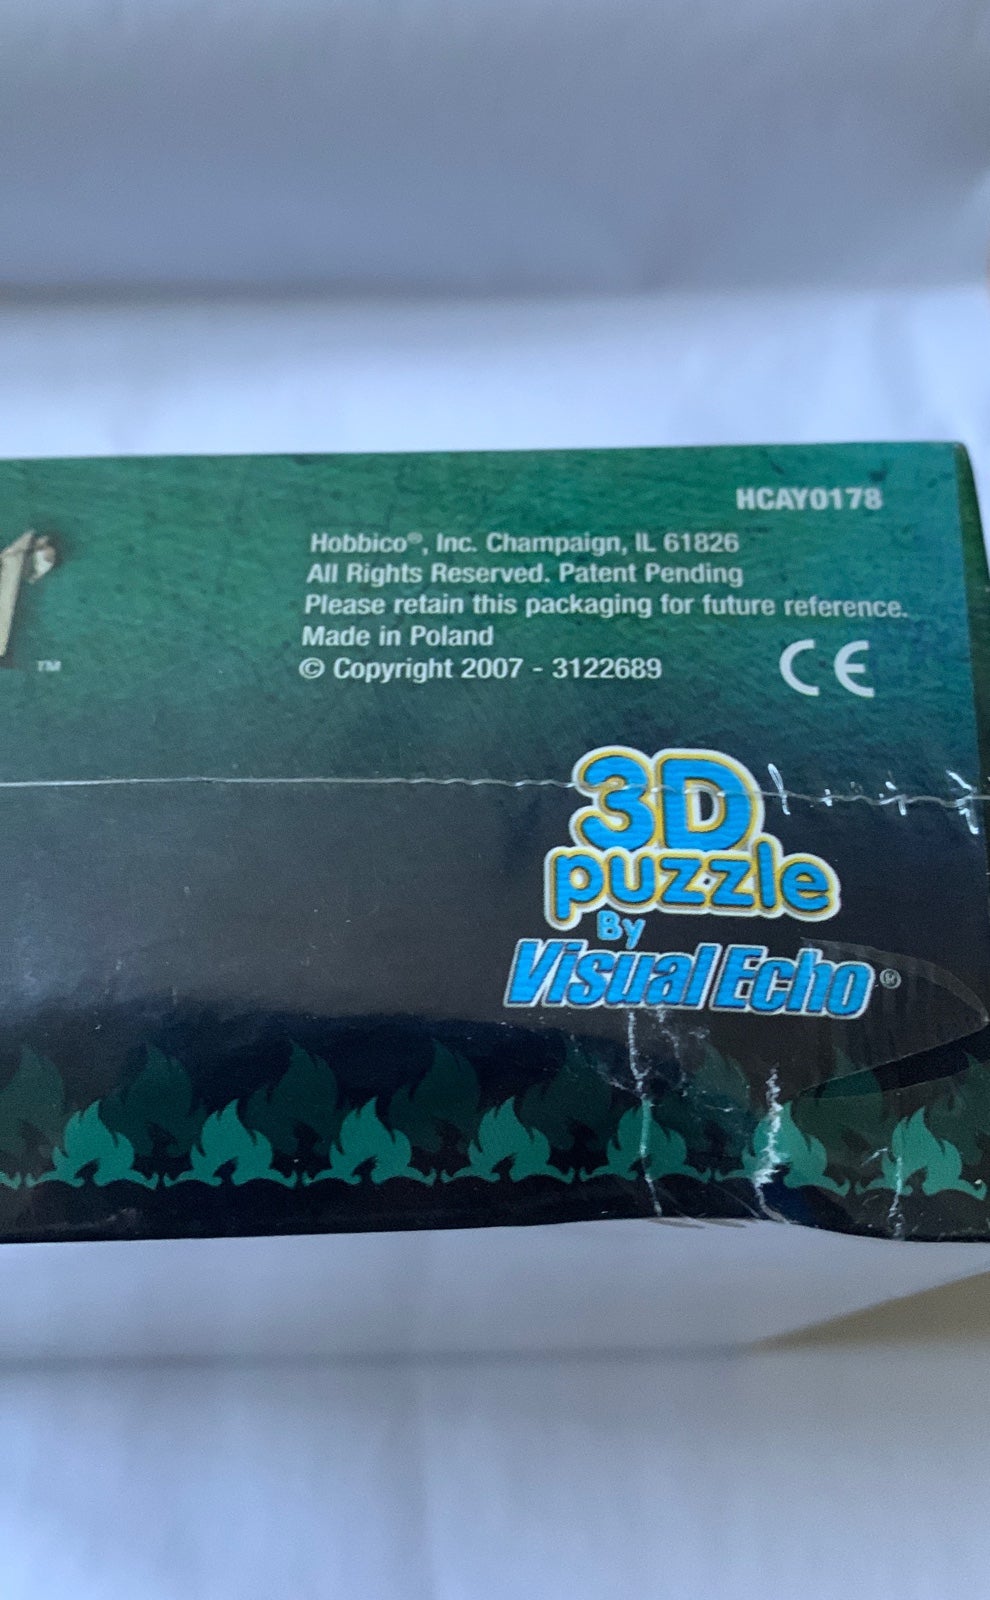 HCAY0178
Hobbico®, Inc. Champaign, IL 61826
All Rights Reserved. Patent Pending
Please retain this packaging for future reference.
Made in Poland
™
© Copyright 2007 - 3122689
CE
3D
puzzle
By
Visual Echo®